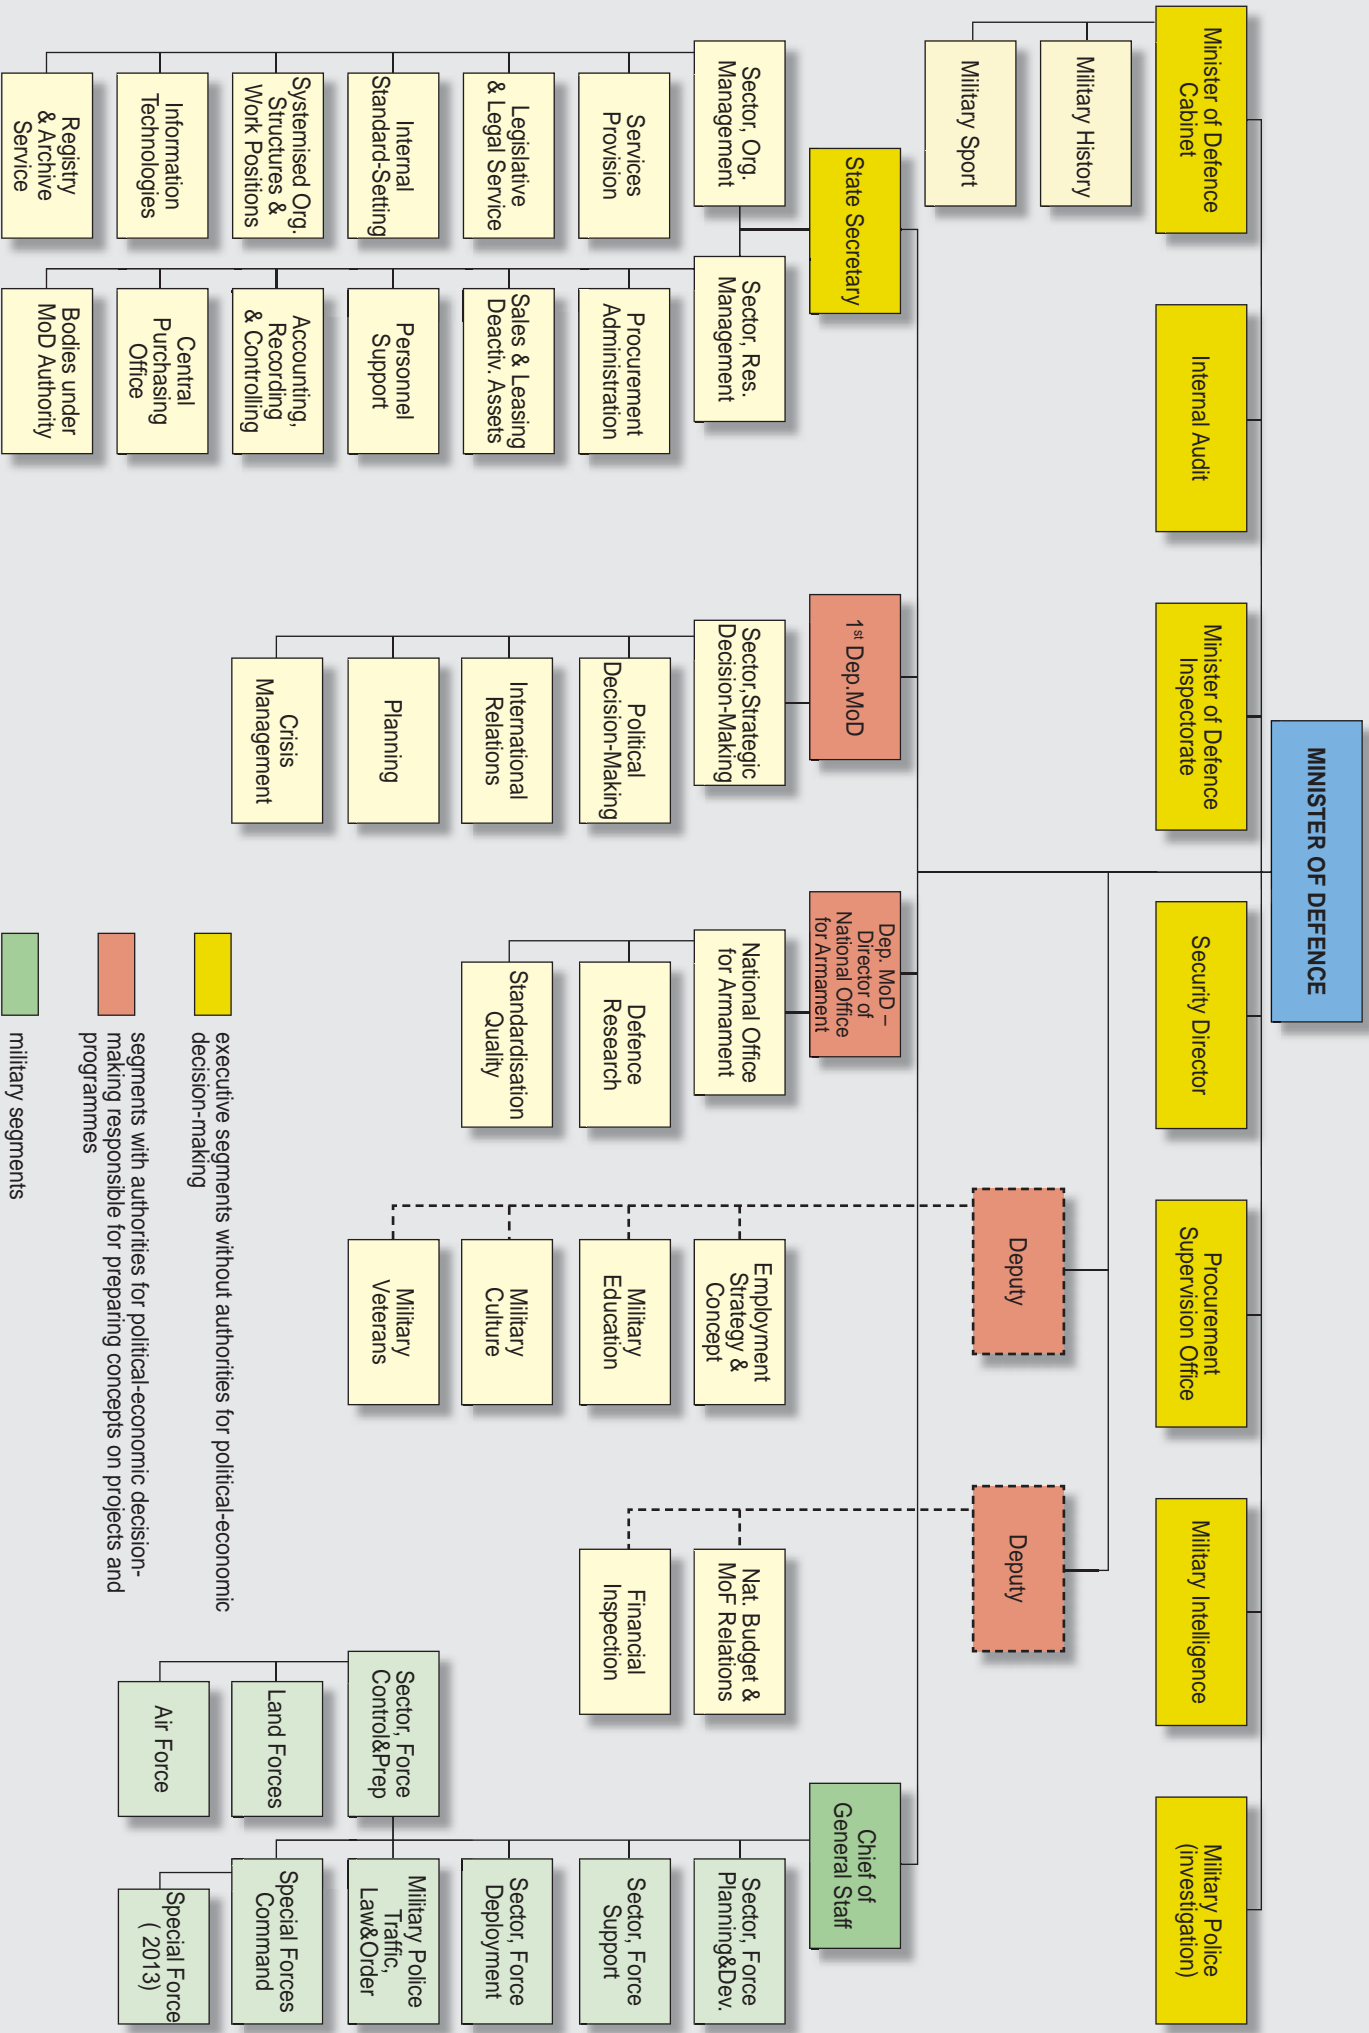 MINISTER OF DEFENCE
Minister of Defence
Cabinet
Internal Audit
Minister of Defence
Inspectorate
Security Director
Procurement
Supervision Office
Military Intelligence
Military Police
(investigation)
Military History
Military Sport
Deputy
Deputy
State Secretary
1st Dep.MoD
Dep. MoD –
Director of
National Office
for Armament
Chief of
General Staff
Sector, Org.
Management
Services
Provision
Legislative
& Legal Service
Internal
Standard-Setting
Systemised Org.
Structures &
Work Positions
Information
Technologies
Registry
& Archive
Service
Sector, Res.
Management
Procurement
Administration
Sales & Leasing
Deactiv. Assets
Personnel
Support
Accounting,
Recording
& Controlling
Central
Purchasing
Office
Bodies under
MoD Authority
Sector,Strategic
Decision-Making
Political
Decision-Making
International
Relations
Planning
Crisis
Management
National Office
for Armament
Defence
Research
Standardisation
Quality
Employment
Strategy &
Concept
Military
Education
Military
Culture
Military
Veterans
Nat. Budget &
MoF Relations
Financial
Inspection
Sector, Force
Planning&Dev.
Sector, Force
Support
Sector, Force
Deployment
Sector, Force
Control&Prep
Military Police
Traffic,
Law&Order
Land Forces
Air Force
Special Forces
Command
Special Force
( 2013)
executive segments without authorities for political-economic
decision-making
segments with authorities for political-economic decision-
making responsible for preparing concepts on projects and
programmes
military segments